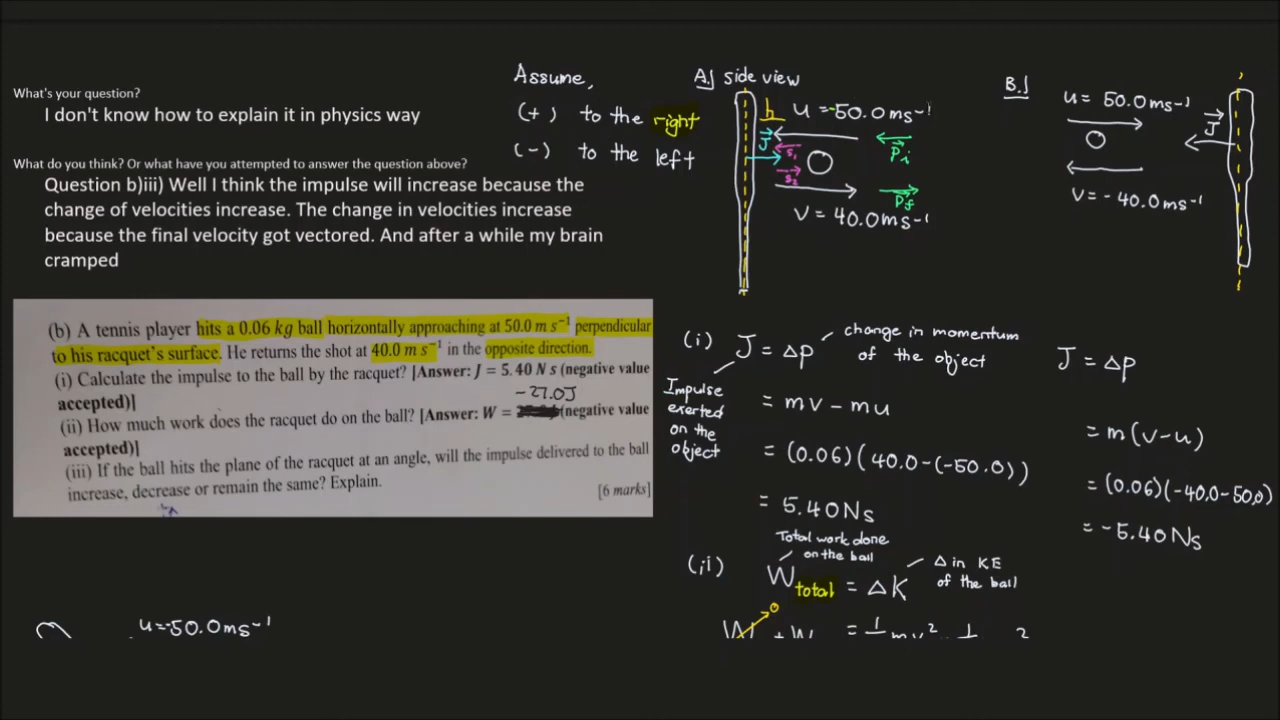 What's your question?
I don't know how to explain it in physics way
What do you think? Or what have you attempted to answer the question above?
Question b)iii) Well I think the impulse will increase because the
change of velocities increase. The change in velocities increase
because the final velocity got vectored. And after a while my brain
cramped
(b) A tennis player hits a 0.06 kg ball horizontally approaching at 50.0 m s⁻¹ perpendicular
to his racquet's surface. He returns the shot at 40.0 m s⁻¹ in the opposite direction.
(i) Calculate the impulse to the ball by the racquet? [Answer: J = 5.40 N s (negative value
accepted)]
-27.0J
(ii) How much work does the racquet do on the ball? [Answer: W = (negative value
accepted)]
(iii) If the ball hits the plane of the racquet at an angle, will the impulse delivered to the ball
increase, decrease or remain the same? Explain.
[6 marks]
u=-50.0ms⁻¹
Assume,
(+) to the right
(-) to the left
A.) side view
h
u = -50.0ms⁻¹
J
S₁
S₂
Pi
Pf
V = 40.0ms⁻¹
B.)
u = 50.0ms⁻¹
J
V = -40.0ms⁻¹
(i) J = Δp
change in momentum
of the object
Impulse
exerted
on the
object
= mv - mu
= (0.06)(40.0-(-50.0))
= 5.40Ns
J = Δp
= m(v-u)
= (0.06)(-40.0-50.0)
= -5.40Ns
Total work done
on the ball
(ii) Wtotal = ΔK
Δ in KE
of the ball